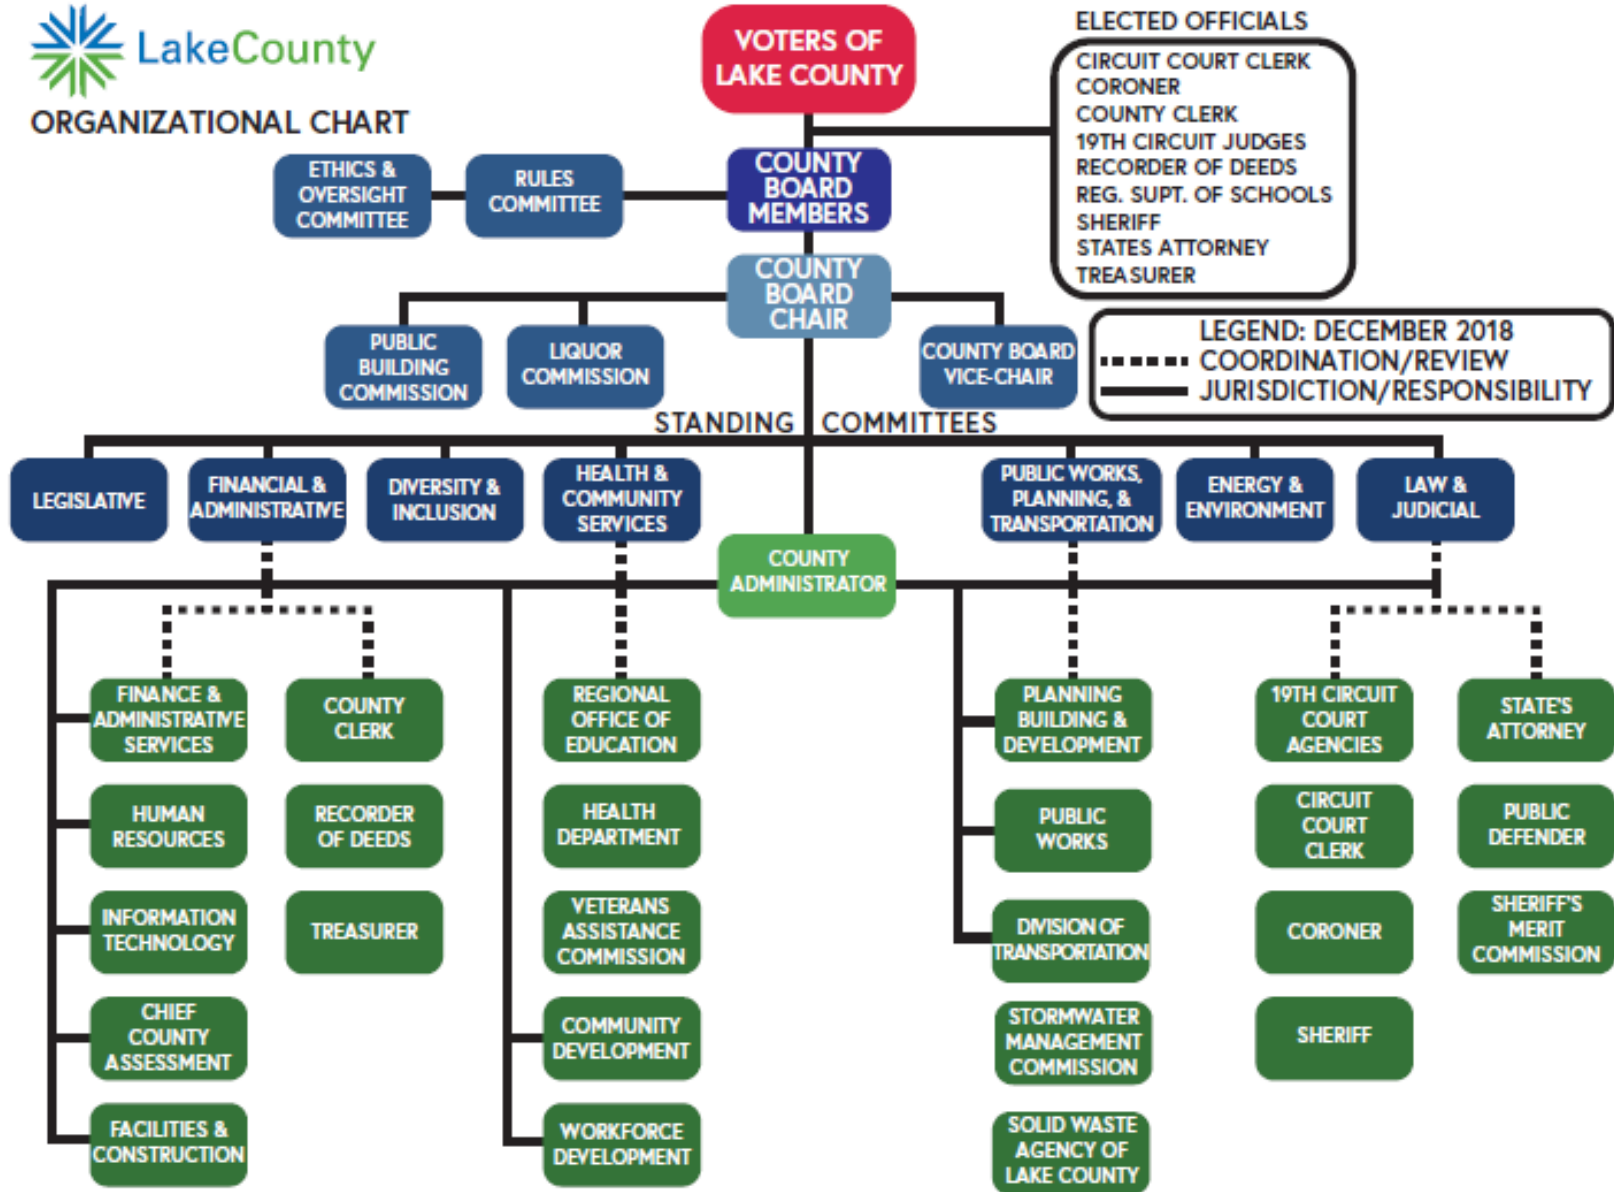 LakeCounty
ORGANIZATIONAL CHART
VOTERS OF
LAKE COUNTY
ELECTED OFFICIALS
CIRCUIT COURT CLERK
CORONER
COUNTY CLERK
19TH CIRCUIT JUDGES
RECORDER OF DEEDS
REG. SUPT. OF SCHOOLS
SHERIFF
STATES ATTORNEY
TREASURER
ETHICS &
OVERSIGHT
COMMITTEE
RULES
COMMITTEE
COUNTY
BOARD
MEMBERS
COUNTY
BOARD
CHAIR
PUBLIC
BUILDING
COMMISSION
LIQUOR
COMMISSION
COUNTY BOARD
VICE-CHAIR
LEGEND: DECEMBER 2018
COORDINATION/REVIEW
JURISDICTION/RESPONSIBILITY
STANDING COMMITTEES
LEGISLATIVE
FINANCIAL &
ADMINISTRATIVE
DIVERSITY &
INCLUSION
HEALTH &
COMMUNITY
SERVICES
PUBLIC WORKS,
PLANNING, &
TRANSPORTATION
ENERGY &
ENVIRONMENT
LAW &
JUDICIAL
COUNTY
ADMINISTRATOR
FINANCE &
ADMINISTRATIVE
SERVICES
COUNTY
CLERK
REGIONAL
OFFICE OF
EDUCATION
PLANNING
BUILDING &
DEVELOPMENT
19TH CIRCUIT
COURT
AGENCIES
STATE'S
ATTORNEY
HUMAN
RESOURCES
RECORDER
OF DEEDS
HEALTH
DEPARTMENT
PUBLIC
WORKS
CIRCUIT
COURT
CLERK
PUBLIC
DEFENDER
INFORMATION
TECHNOLOGY
TREASURER
VETERANS
ASSISTANCE
COMMISSION
DIVISION OF
TRANSPORTATION
CORONER
SHERIFF'S
MERIT
COMMISSION
CHIEF
COUNTY
ASSESSMENT
COMMUNITY
DEVELOPMENT
STORMWATER
MANAGEMENT
COMMISSION
SHERIFF
FACILITIES &
CONSTRUCTION
WORKFORCE
DEVELOPMENT
SOLID WASTE
AGENCY OF
LAKE COUNTY